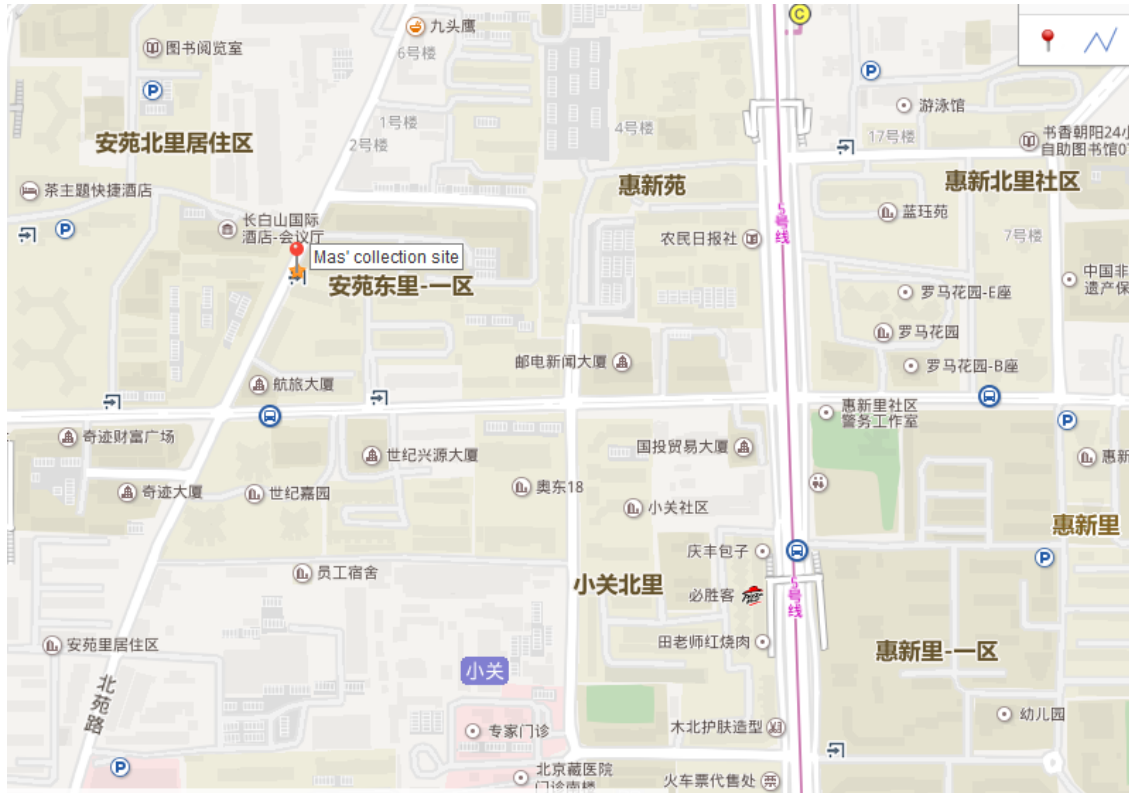 九头鹰
图书阅览室
6号楼
安苑北里居住区
1号楼
2号楼
4号楼
游泳馆
17号楼
书香朝阳24小
自助图书馆0
茶主题快捷酒店
惠新苑
惠新北里社区
长白山国际
酒店-会议厅
5号线
农民日报社
蓝珏苑
7号楼
Mas' collection site
安苑东里-一区
中国非
遗产保
罗马花园-E座
罗马花园
邮电新闻大厦
罗马花园-B座
航旅大厦
惠新里社区
警务工作室
奇迹财富广场
世纪兴源大厦
国投贸易大厦
惠新
奇迹大厦
世纪嘉园
奥东18
小关社区
惠新里
庆丰包子
员工宿舍
小关北里
必胜客
5号线
安苑里居住区
田老师红烧肉
惠新里-一区
小关
北苑路
专家门诊
木北护肤造型
幼儿园
北京藏医院
门诊南楼
火车票代售处